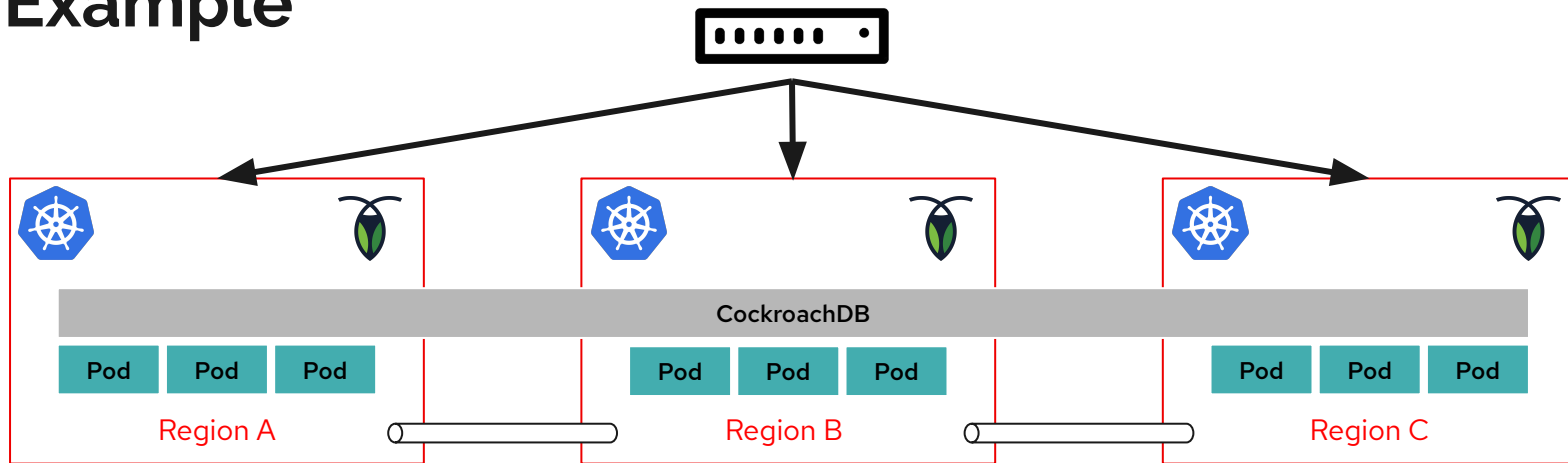 Example
CockroachDB
Pod Pod Pod Pod Pod Pod Pod Pod Pod
Region A Region B Region C